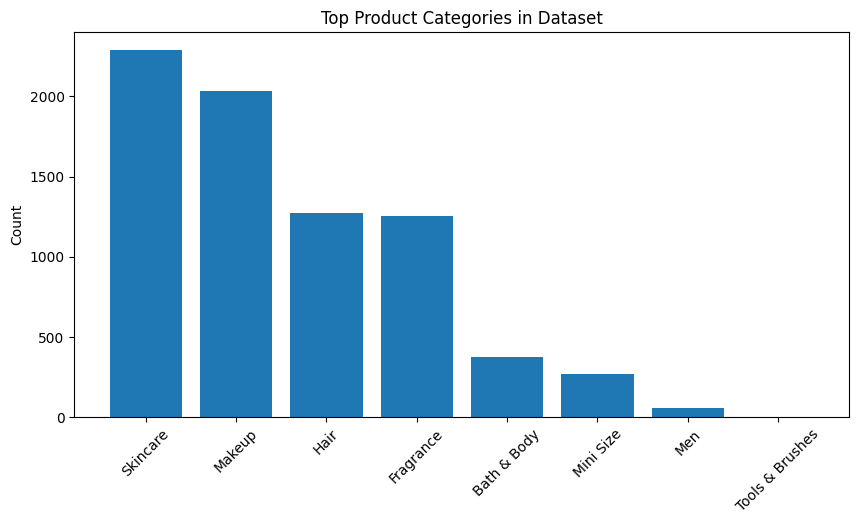 Top Product Categories in Dataset
Count
2000
1500
1000
500
0
Skincare
Makeup
Hair
Fragrance
Bath & Body
Mini Size
Men
Tools & Brushes